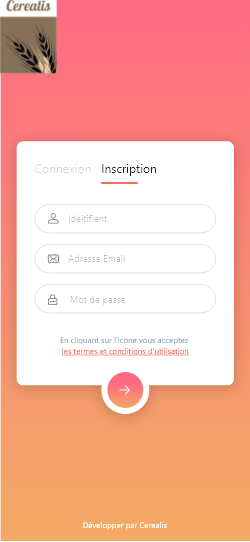 Cerealis
Connexion Inscription
Ideitifient
Adresse Email
Mot de passe
En cliquant sur l'icone vous acceptez
les termes et conditions d'utilisation
Développer par Cerealis